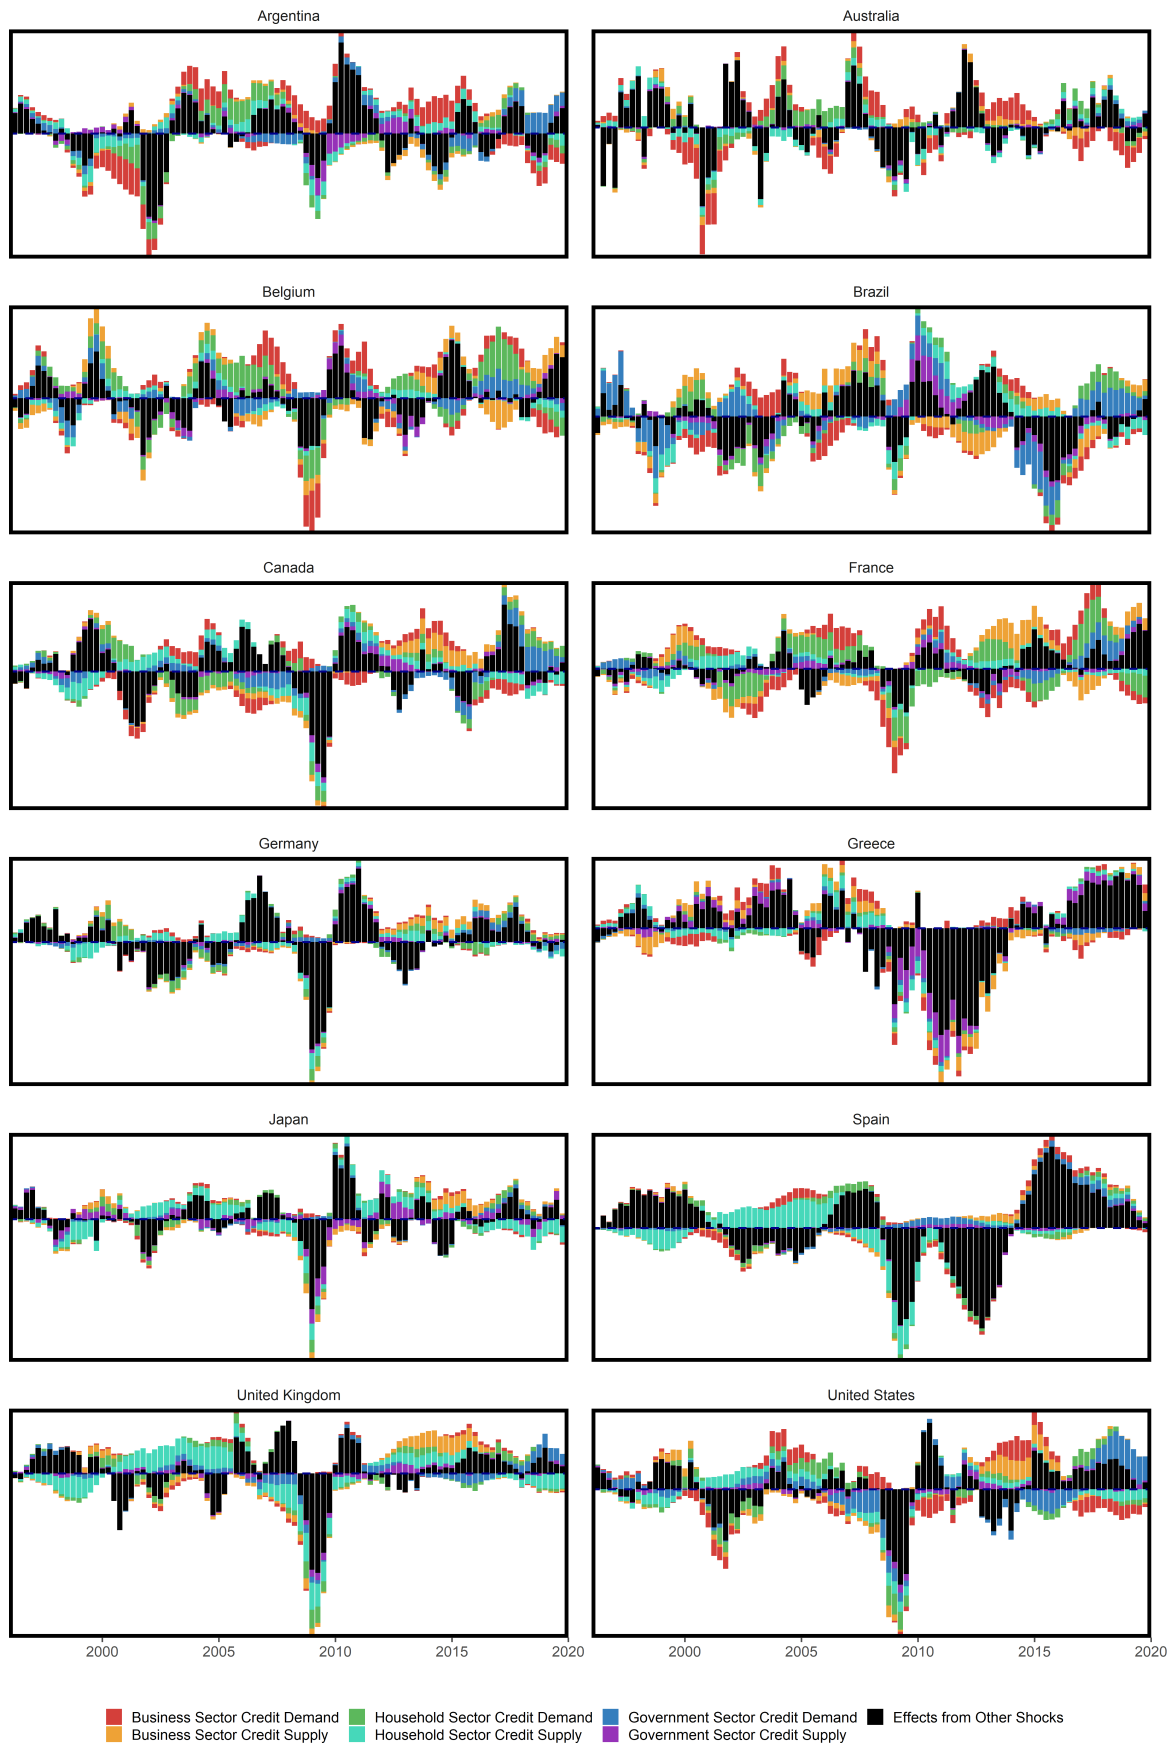 Argentina
Australia
Belgium
Brazil
Canada
France
Germany
Greece
Japan
Spain
United Kingdom
United States
2000 2005 2010 2015 2020
2000 2005 2010 2015 2020
Business Sector Credit Demand Household Sector Credit Demand Government Sector Credit Demand Effects from Other Shocks
Business Sector Credit Supply Household Sector Credit Supply Government Sector Credit Supply